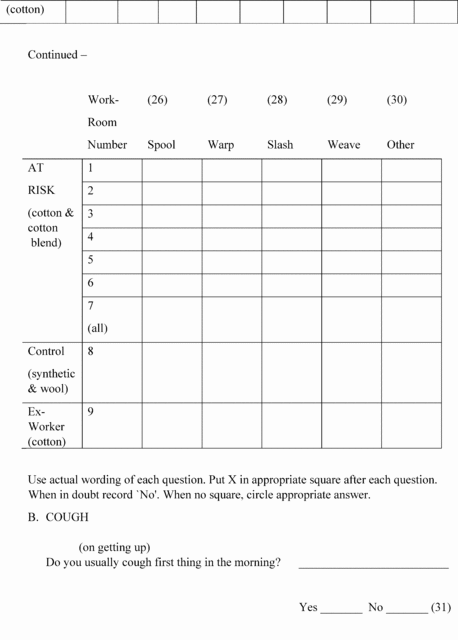 (cotton)
Continued –
Work- (26) (27) (28) (29) (30)
Room
Number Spool Warp Slash Weave Other
AT 1
RISK 2
(cotton & 3
cotton
blend) 4
5
6
7
(all)
Control 8
(synthetic
& wool)
Ex- 9
Worker
(cotton)
Use actual wording of each question. Put X in appropriate square after each question.
When in doubt record `No'. When no square, circle appropriate answer.
B. COUGH
(on getting up)
Do you usually cough first thing in the morning? ____________________
Yes ______ No ______ (31)